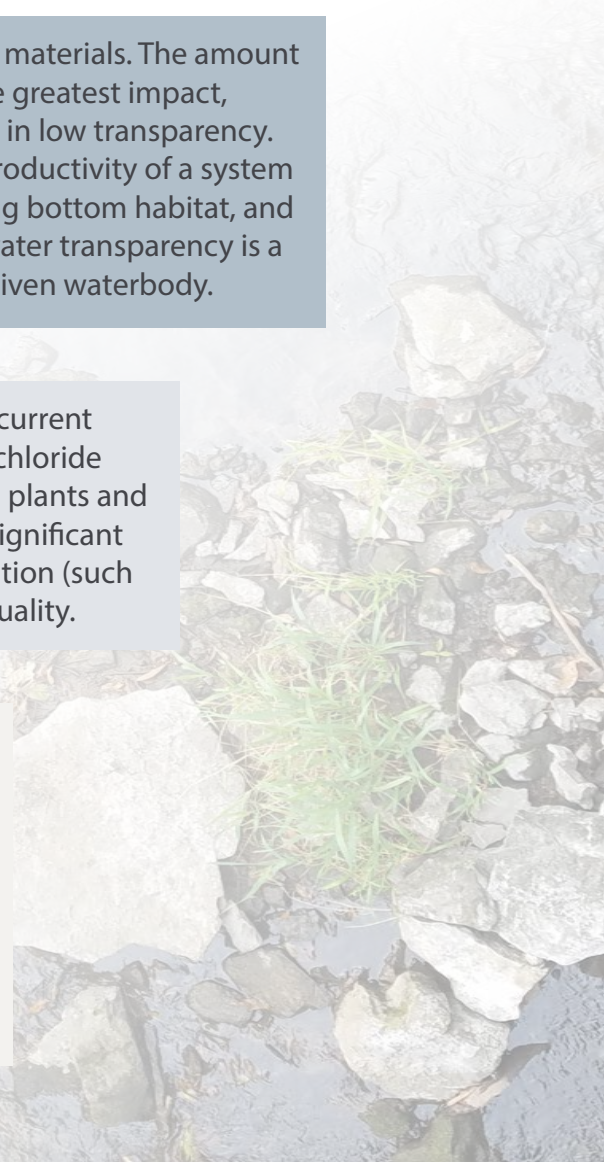 materials. The amount
greatest impact,
in low transparency.
roductivity of a system
g bottom habitat, and
ater transparency is a
iven waterbody.
current
chloride
plants and
ignificant
tion (such
uality.